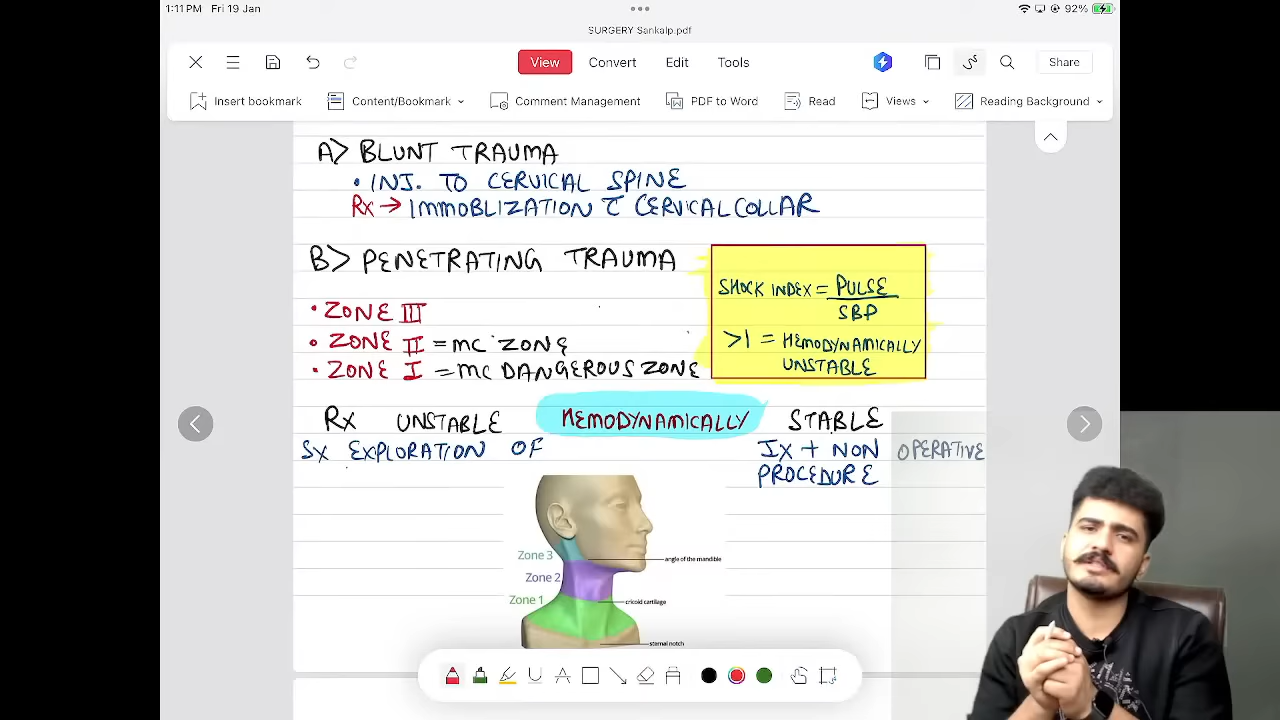 1:11 PM Fri 19 Jan
92%
SURGERY Sankalp.pdf
View Convert Edit Tools
Share
Insert bookmark Content/Bookmark Comment Management PDF to Word Read Views Reading Background
A> BLUNT TRAUMA
• INJ. TO CERVICAL SPINE
Rx → IMMOBLIZATION C̄ CERVICAL COLLAR
B> PENETRATING TRAUMA
SHOCK INDEX = PULSE
SBP
>1 = HEMODYNAMICALLY
UNSTABLE
• ZONE III
• ZONE II = MC ZONE
• ZONE I = MC DANGEROUS ZONE
Rx UNSTABLE HEMODYNAMICALLY STABLE
Sx EXPLORATION OF
Ix + NON OPERATIVE
PROCEDURE
Zone 3
angle of the mandible
Zone 2
Zone 1
cricoid cartilage
sternal notch